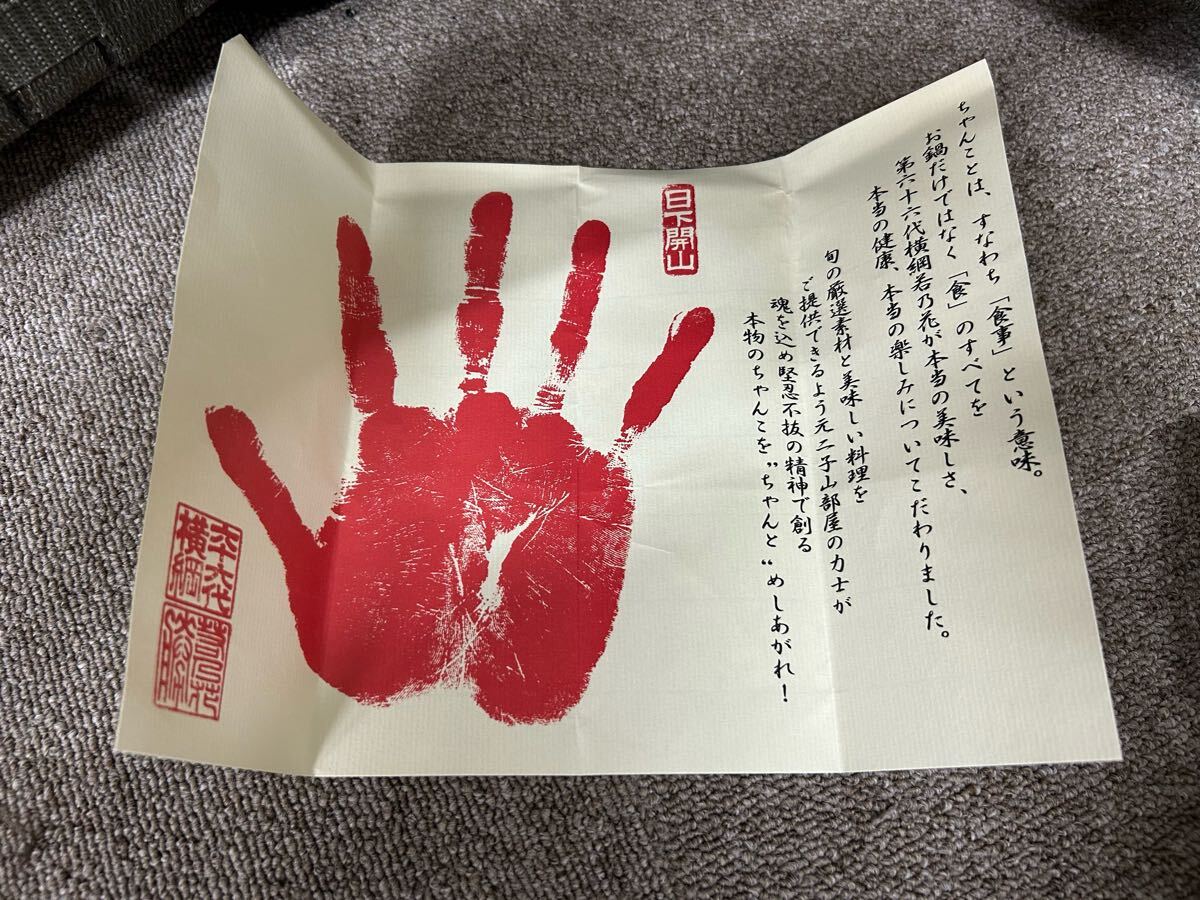 ちゃんことは、すなわち「食事」という意味。
お鍋だけではなく「食」のすべてを
第六十六代横綱若乃花が本当の美味しさ、
本当の健康、本当の楽しみについてこだわりました。
旬の厳選素材と美味しい料理を
ご提供できるよう元二子山部屋の力士が
魂を込め堅忍不抜の精神で創る
本物のちゃんこを〝ちゃんと〟めしあがれ!
日下開山
六十六代
横綱